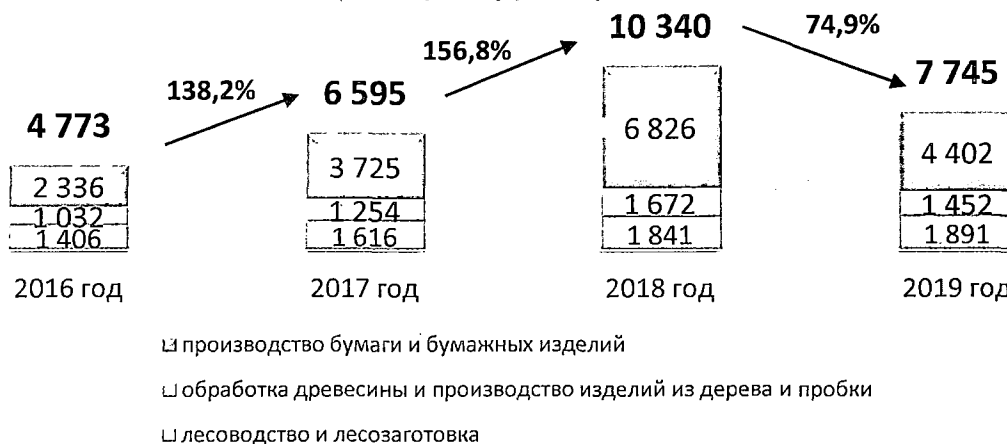 10 340
74,9%
156,8%
7 745
138,2%
6 595
4 773
6 826
4 402
3 725
2 336
1 672
1 452
1 032
1 254
1 406
1 616
1 841
1 891
2016 год
2017 год
2018 год
2019 год
производство бумаги и бумажных изделий
обработка древесины и производство изделий из дерева и пробки
лесоводство и лесозаготовка